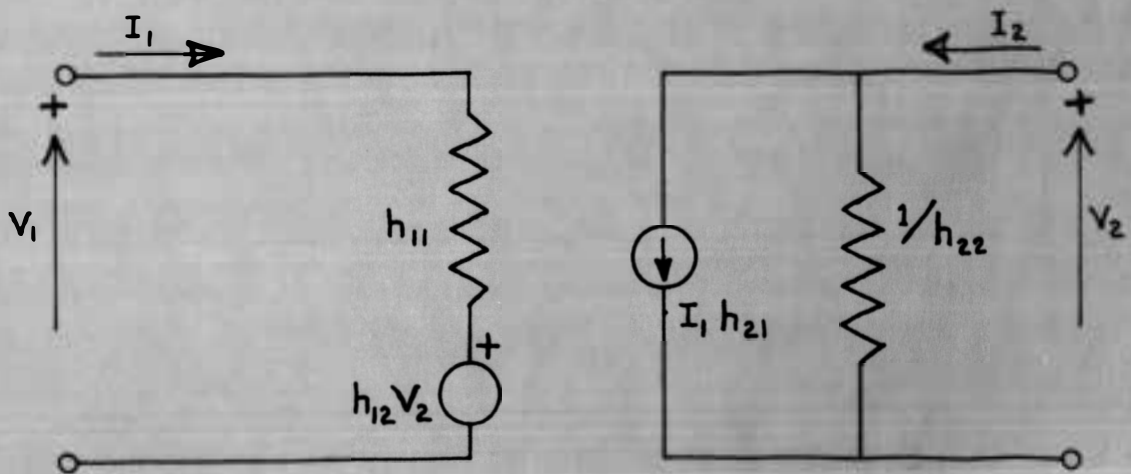 I₁
I₂
+
+
V₁
h₁₁
1/h₂₂
V₂
I₁ h₂₁
+
h₁₂V₂